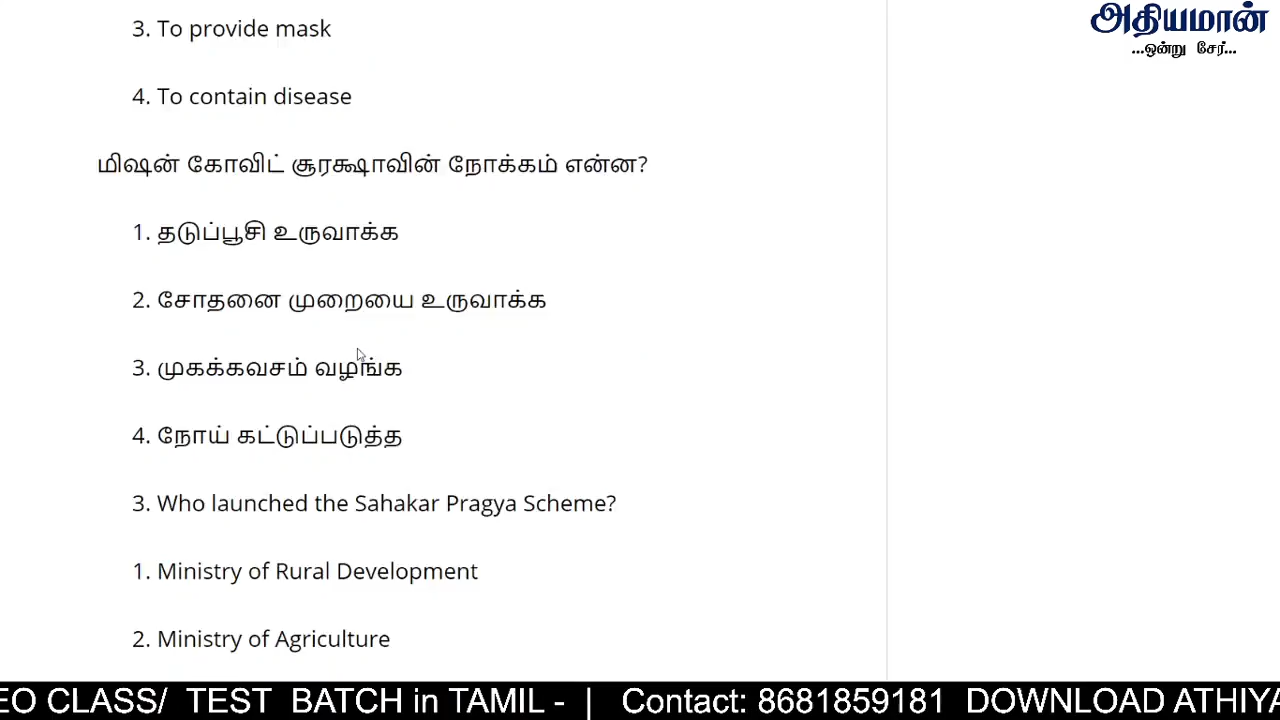 அதியமான்
...ஒன்று சேர்...
3. To provide mask
4. To contain disease
மிஷன் கோவிட் சூரக்ஷாவின் நோக்கம் என்ன?
1. தடுப்பூசி உருவாக்க
2. சோதனை முறையை உருவாக்க
3. முகக்கவசம் வழங்க
4. நோய் கட்டுப்படுத்த
3. Who launched the Sahakar Pragya Scheme?
1. Ministry of Rural Development
2. Ministry of Agriculture
EO CLASS/ TEST BATCH in TAMIL - | Contact: 8681859181 DOWNLOAD ATHIYA